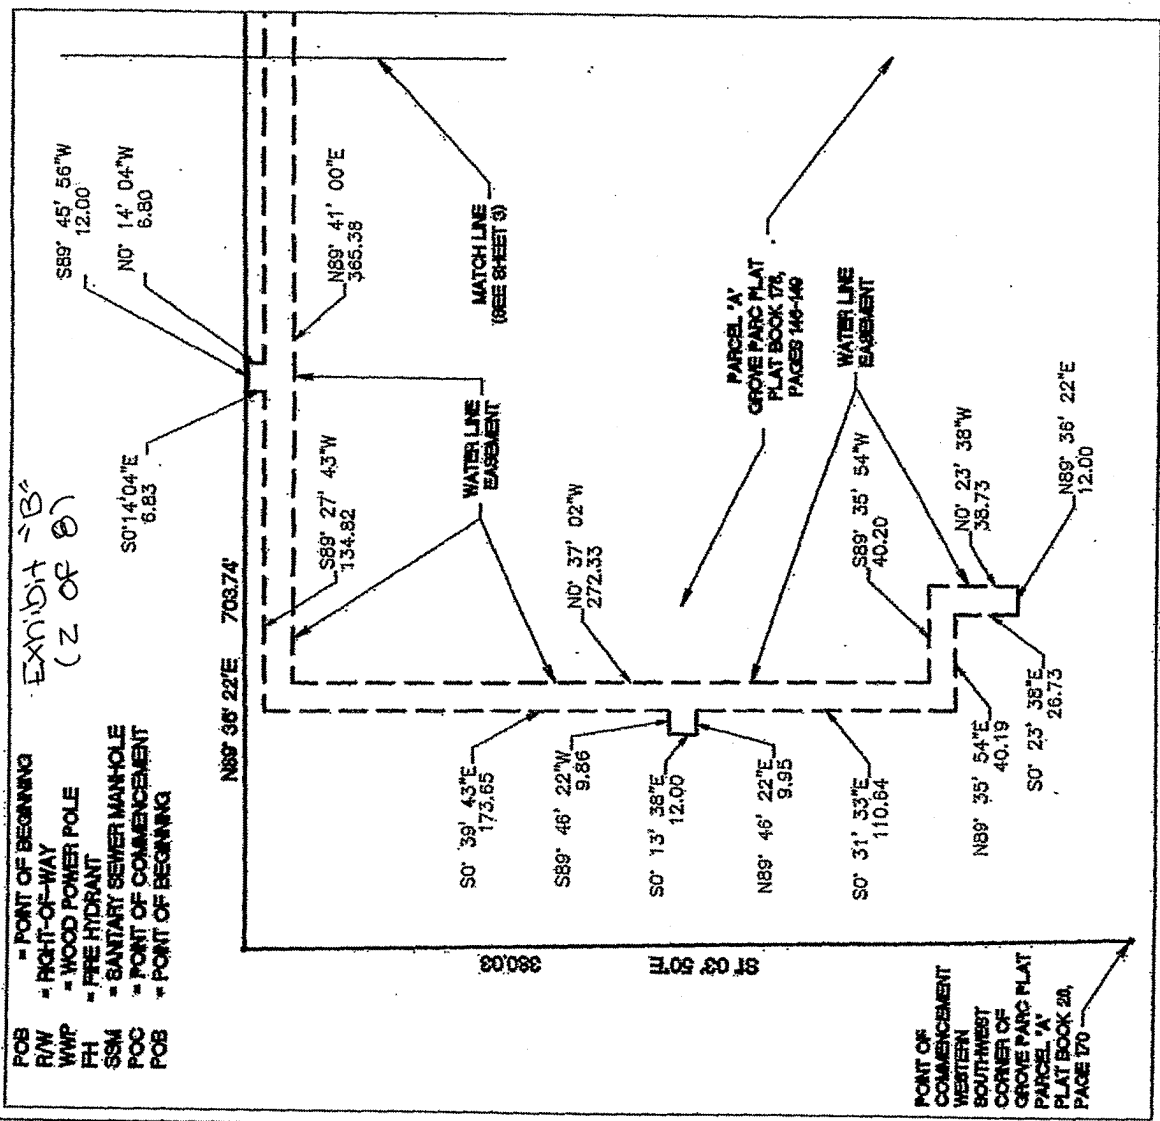 POB = POINT OF BEGINNING
R/W = RIGHT-OF-WAY
WWP = WOOD POWER POLE
FH = FIRE HYDRANT
SSM = SANITARY SEWER MANHOLE
POC = POINT OF COMMENCEMENT
POB = POINT OF BEGINNING
Exhibit "B"
(2 OF 8)
N89° 36' 22"E 703.74'
S0°14'04"E
6.83
S89° 45' 56"W
12.00
N0° 14' 04"W
6.80
S89° 27' 43"W
134.82
N89° 41' 00"E
365.38
WATER LINE
EASEMENT
MATCH LINE
(SEE SHEET 3)
S0° 39' 43"E
173.65
N0° 37' 02"W
272.33
S89° 46' 22"W
9.86
S0° 13' 38"E
12.00
N89° 46' 22"E
9.95
S0° 31' 33"E
110.64
PARCEL "A"
GROVE PARC PLAT
PLAT BOOK 178,
PAGES 146-149
WATER LINE
EASEMENT
S89° 35' 54"W
40.20
N0° 23' 38"W
38.73
N89° 36' 22"E
12.00
N89° 35' 54"E
40.19
S0° 23' 38"E
26.73
S1° 03' 50"E 380.03'
POINT OF
COMMENCEMENT
WESTERN
SOUTHWEST
CORNER OF
GROVE PARC PLAT
PARCEL "A"
PLAT BOOK 28,
PAGE 170